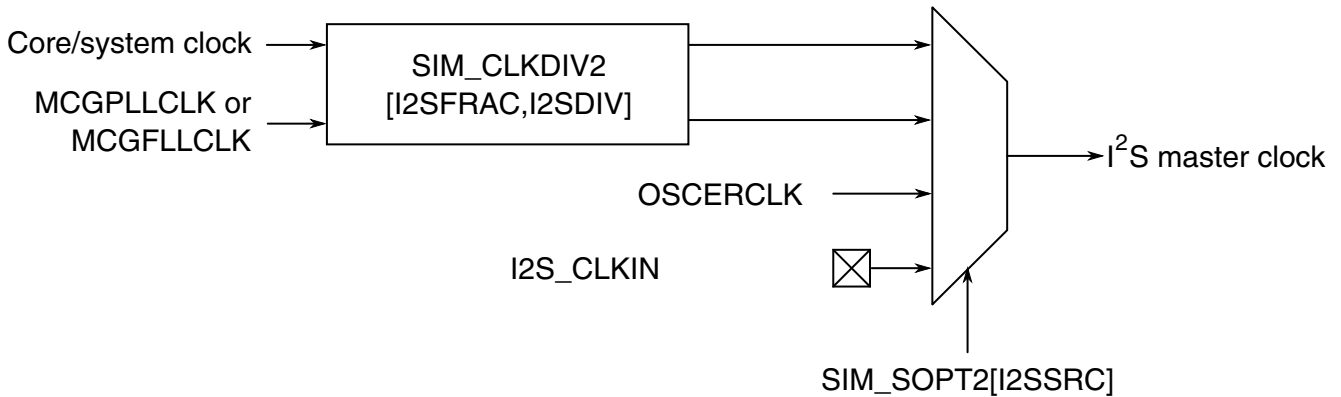 Core/system clock
SIM_CLKDIV2
[I2SFRAC,I2SDIV]
MCGPLLCLK or
MCGFLLCLK
I²S master clock
OSCERCLK
I2S_CLKIN
SIM_SOPT2[I2SSRC]